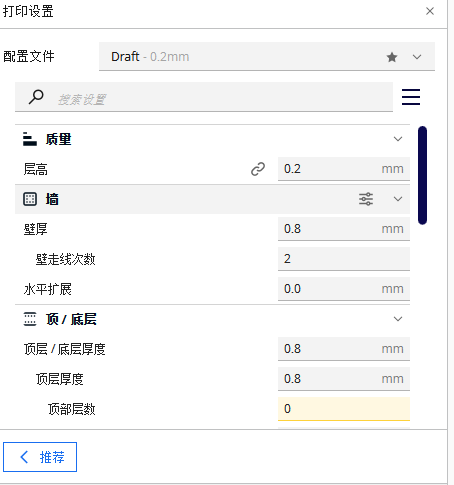 打印设置
配置文件 Draft - 0.2mm
搜索设置
质量
层高 0.2 mm
墙
壁厚 0.8 mm
壁走线次数 2
水平扩展 0.0 mm
顶 / 底层
顶层 / 底层厚度 0.8 mm
顶层厚度 0.8 mm
顶部层数 0
推荐